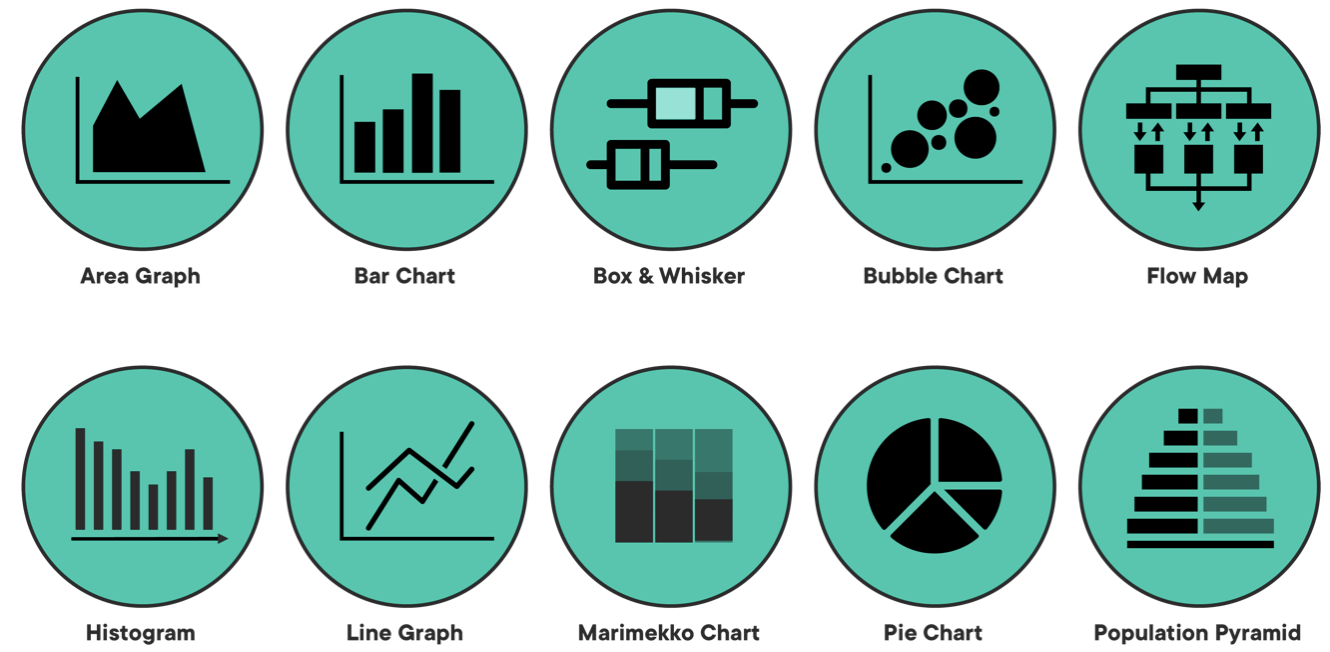 Area Graph
Bar Chart
Box & Whisker
Bubble Chart
Flow Map
Histogram
Line Graph
Marimekko Chart
Pie Chart
Population Pyramid